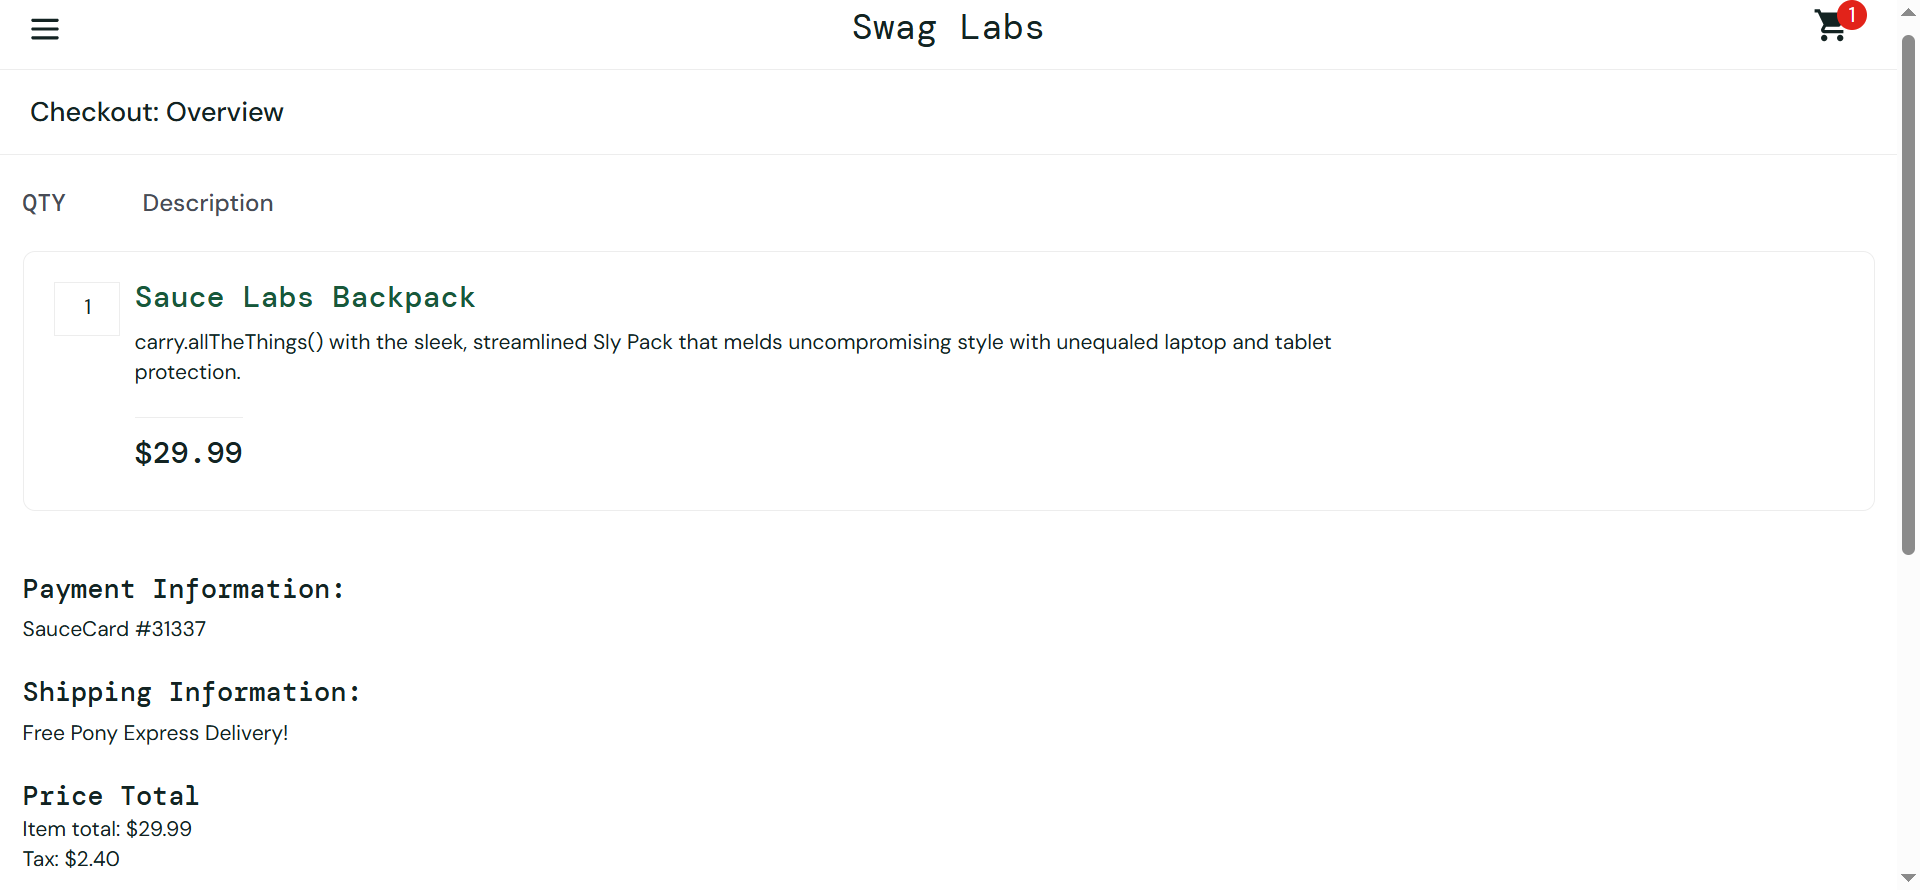 Swag Labs
1
Checkout: Overview
QTY Description
1
Sauce Labs Backpack
carry.allTheThings() with the sleek, streamlined Sly Pack that melds uncompromising style with unequaled laptop and tablet
protection.
$29.99
Payment Information:
SauceCard #31337
Shipping Information:
Free Pony Express Delivery!
Price Total
Item total: $29.99
Tax: $2.40